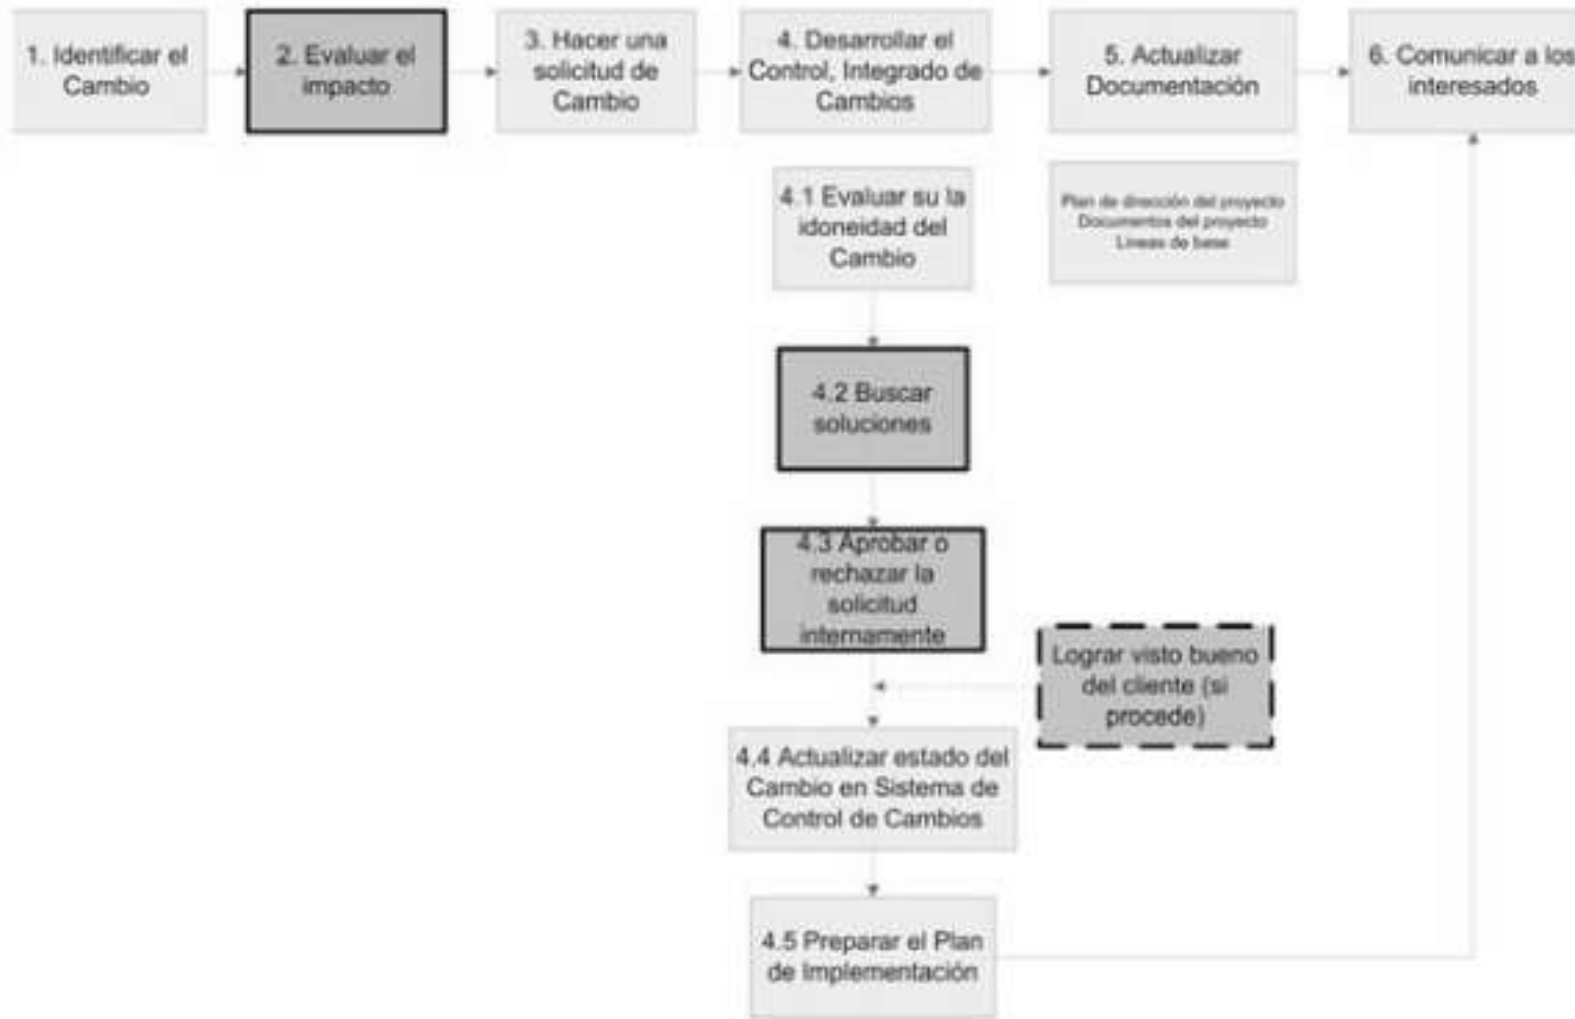 1. Identificar el
Cambio
2. Evaluar el
impacto
3. Hacer una
solicitud de
Cambio
4. Desarrollar el
Control, Integrado de
Cambios
5. Actualizar
Documentación
6. Comunicar a los
interesados
4.1 Evaluar su la
idoneidad del
Cambio
Plan de dirección del proyecto
Documentos del proyecto
Líneas de base
4.2 Buscar
soluciones
4.3 Aprobar o
rechazar la
solicitud
internamente
Lograr visto bueno
del cliente (si
procede)
4.4 Actualizar estado del
Cambio en Sistema de
Control de Cambios
4.5 Preparar el Plan
de Implementación